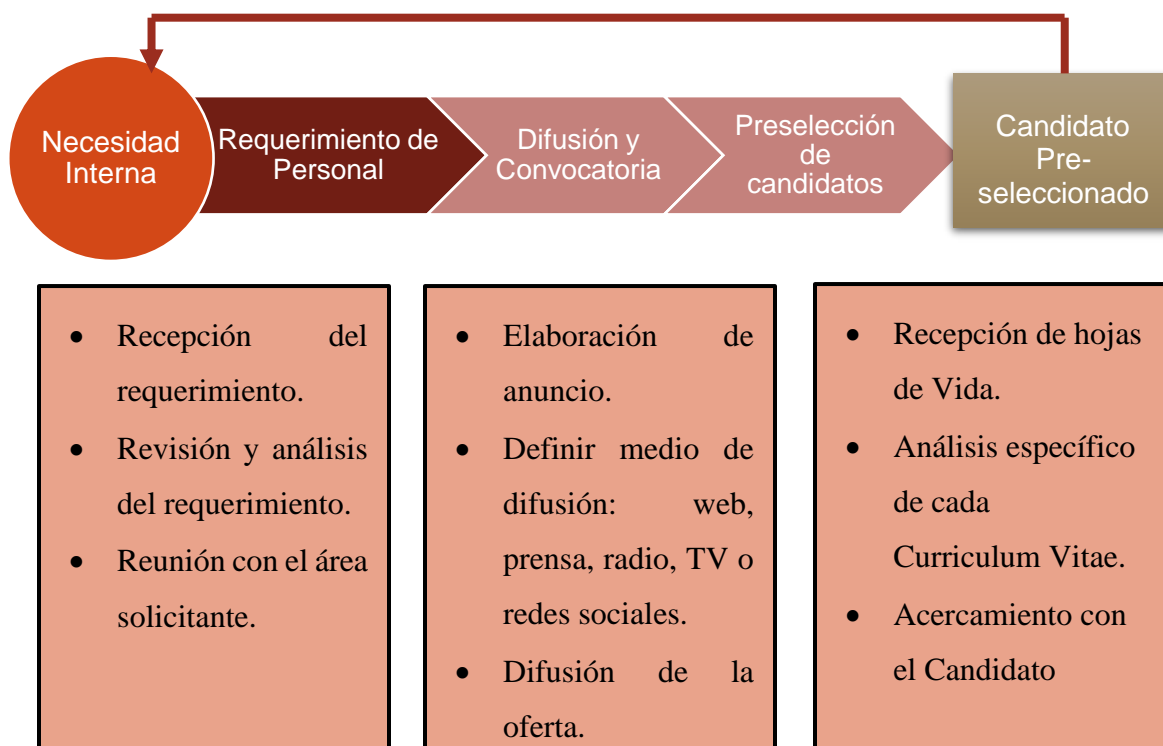 Necesidad
Interna
Requerimiento de
Personal
Difusión y
Convocatoria
Preselección
de
candidatos
Candidato
Pre-
seleccionado
• Recepción del
requerimiento.
• Revisión y análisis
del requerimiento.
• Reunión con el área
solicitante.
• Elaboración de
anuncio.
• Definir medio de
difusión: web,
prensa, radio, TV o
redes sociales.
• Difusión de la
oferta.
• Recepción de hojas
de Vida.
• Análisis específico
de cada
Curriculum Vitae.
• Acercamiento con
el Candidato